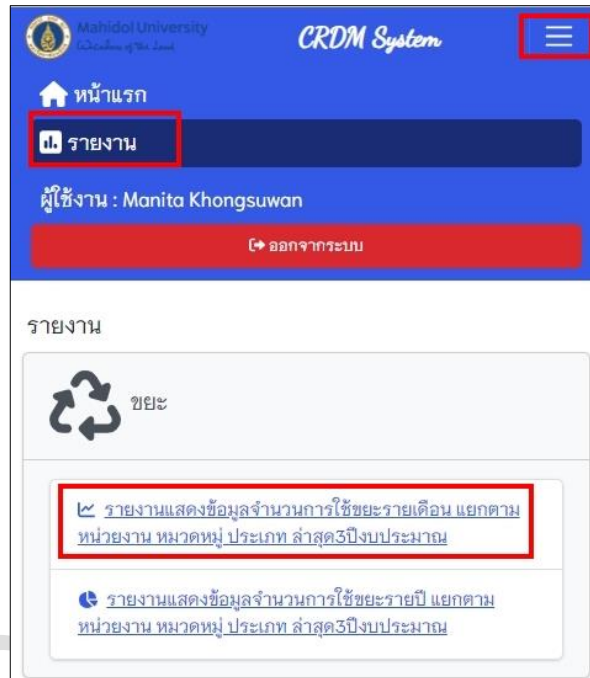 Mahidol University
Wisdom of the Land
CRDM System
หน้าแรก
รายงาน
ผู้ใช้งาน : Manita Khongsuwan
ออกจากระบบ
รายงาน
ขยะ
รายงานแสดงข้อมูลจำนวนการใช้ขยะรายเดือน แยกตาม
หน่วยงาน หมวดหมู่ ประเภท ล่าสุด3ปีงบประมาณ
รายงานแสดงข้อมูลจำนวนการใช้ขยะรายปี แยกตาม
หน่วยงาน หมวดหมู่ ประเภท ล่าสุด3ปีงบประมาณ